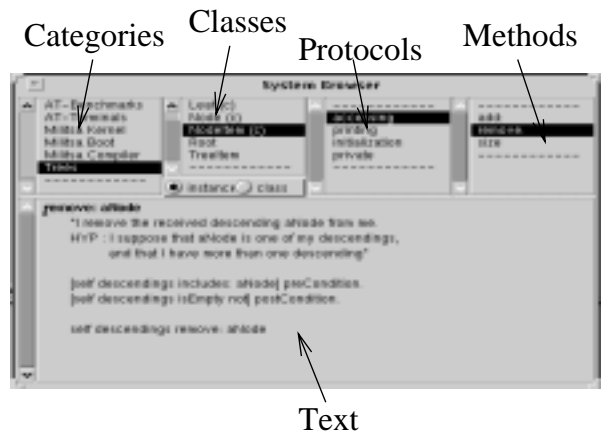 Categories
Classes
Protocols
Methods
System Browser
AT-Benchmarks
AT-Terminals
Militsa Kernel
Militsa Boot
Militsa Compiler
Trees
Leaf (c)
Node (c)
NodeItem (c)
Root
TreeItem
instance class
accessing
printing
initialization
private
add:
remove:
size
remove: aNode
"I remove the received descending aNode from me.
HYP : I suppose that aNode is one of my descendings,
and that I have more than one descending"
[self descendings includes: aNode] preCondition.
[self descendings isEmpty not] postCondition.
self descendings remove: aNode
Text